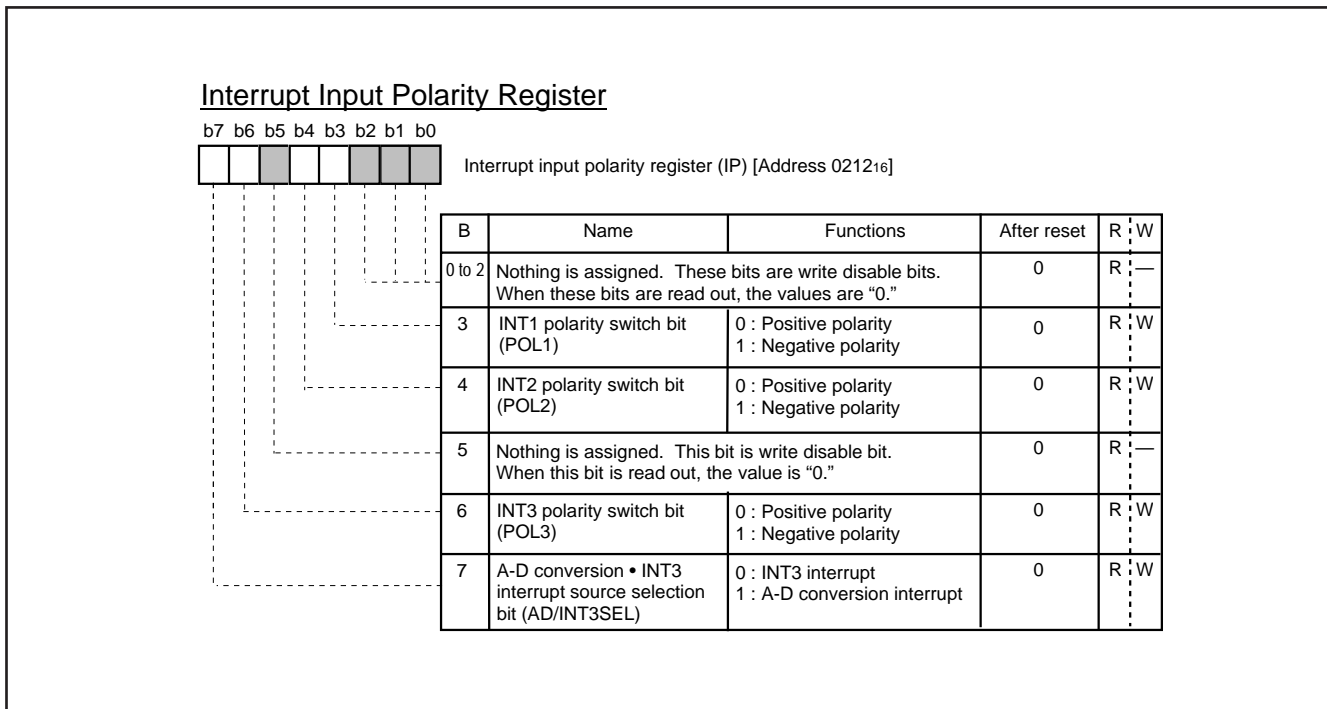 Interrupt Input Polarity Register
b7 b6 b5 b4 b3 b2 b1 b0
Interrupt input polarity register (IP) [Address 021216]
B Name Functions After reset R W
0 to 2 Nothing is assigned. These bits are write disable bits. 0 R —
When these bits are read out, the values are “0.”
3 INT1 polarity switch bit 0 : Positive polarity 0 R W
(POL1) 1 : Negative polarity
4 INT2 polarity switch bit 0 : Positive polarity 0 R W
(POL2) 1 : Negative polarity
5 Nothing is assigned. This bit is write disable bit. 0 R —
When this bit is read out, the value is “0.”
6 INT3 polarity switch bit 0 : Positive polarity 0 R W
(POL3) 1 : Negative polarity
7 A-D conversion • INT3 0 : INT3 interrupt 0 R W
interrupt source selection 1 : A-D conversion interrupt
bit (AD/INT3SEL)